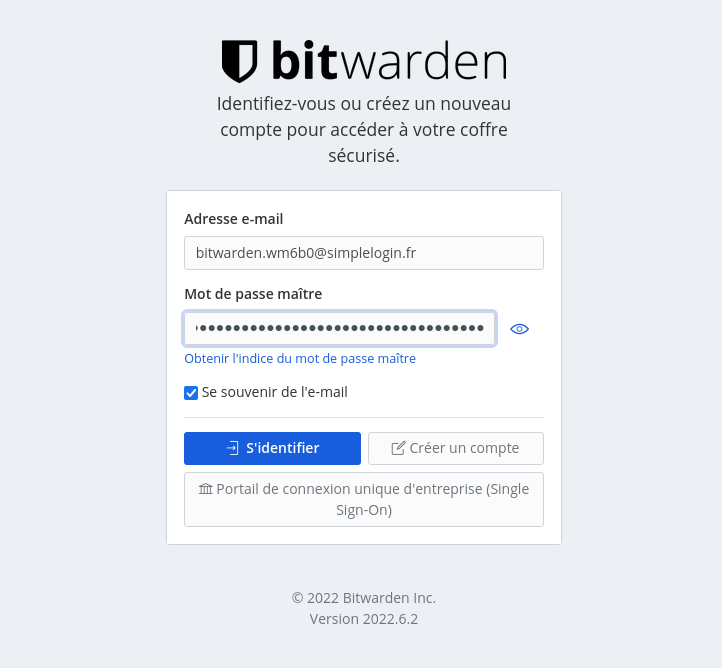 bitwarden
Identifiez-vous ou créez un nouveau
compte pour accéder à votre coffre
sécurisé.
Adresse e-mail
bitwarden.wm6b0@simplelogin.fr
Mot de passe maître
Obtenir l'indice du mot de passe maître
Se souvenir de l'e-mail
S'identifier
Créer un compte
Portail de connexion unique d'entreprise (Single
Sign-On)
© 2022 Bitwarden Inc.
Version 2022.6.2